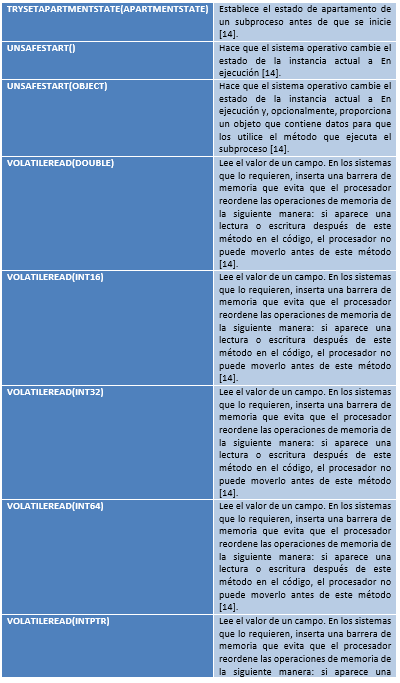 TRYSETAPARTMENTSTATE(APARTMENTSTATE)
Establece el estado de apartamento de
un subproceso antes de que se inicie
[14].
UNSAFESTART()
Hace que el sistema operativo cambie el
estado de la instancia actual a En
ejecución [14].
UNSAFESTART(OBJECT)
Hace que el sistema operativo cambie el
estado de la instancia actual a En
ejecución y, opcionalmente, proporciona
un objeto que contiene datos para que
los utilice el método que ejecuta el
subproceso [14].
VOLATILEREAD(DOUBLE)
Lee el valor de un campo. En los sistemas
que lo requieren, inserta una barrera de
memoria que evita que el procesador
reordene las operaciones de memoria de
la siguiente manera: si aparece una
lectura o escritura después de este
método en el código, el procesador no
puede moverlo antes de este método
[14].
VOLATILEREAD(INT16)
Lee el valor de un campo. En los sistemas
que lo requieren, inserta una barrera de
memoria que evita que el procesador
reordene las operaciones de memoria de
la siguiente manera: si aparece una
lectura o escritura después de este
método en el código, el procesador no
puede moverlo antes de este método
[14].
VOLATILEREAD(INT32)
Lee el valor de un campo. En los sistemas
que lo requieren, inserta una barrera de
memoria que evita que el procesador
reordene las operaciones de memoria de
la siguiente manera: si aparece una
lectura o escritura después de este
método en el código, el procesador no
puede moverlo antes de este método
[14].
VOLATILEREAD(INT64)
Lee el valor de un campo. En los sistemas
que lo requieren, inserta una barrera de
memoria que evita que el procesador
reordene las operaciones de memoria de
la siguiente manera: si aparece una
lectura o escritura después de este
método en el código, el procesador no
puede moverlo antes de este método
[14].
VOLATILEREAD(INTPTR)
Lee el valor de un campo. En los sistemas
que lo requieren, inserta una barrera de
memoria que evita que el procesador
reordene las operaciones de memoria de
la siguiente manera: si aparece una